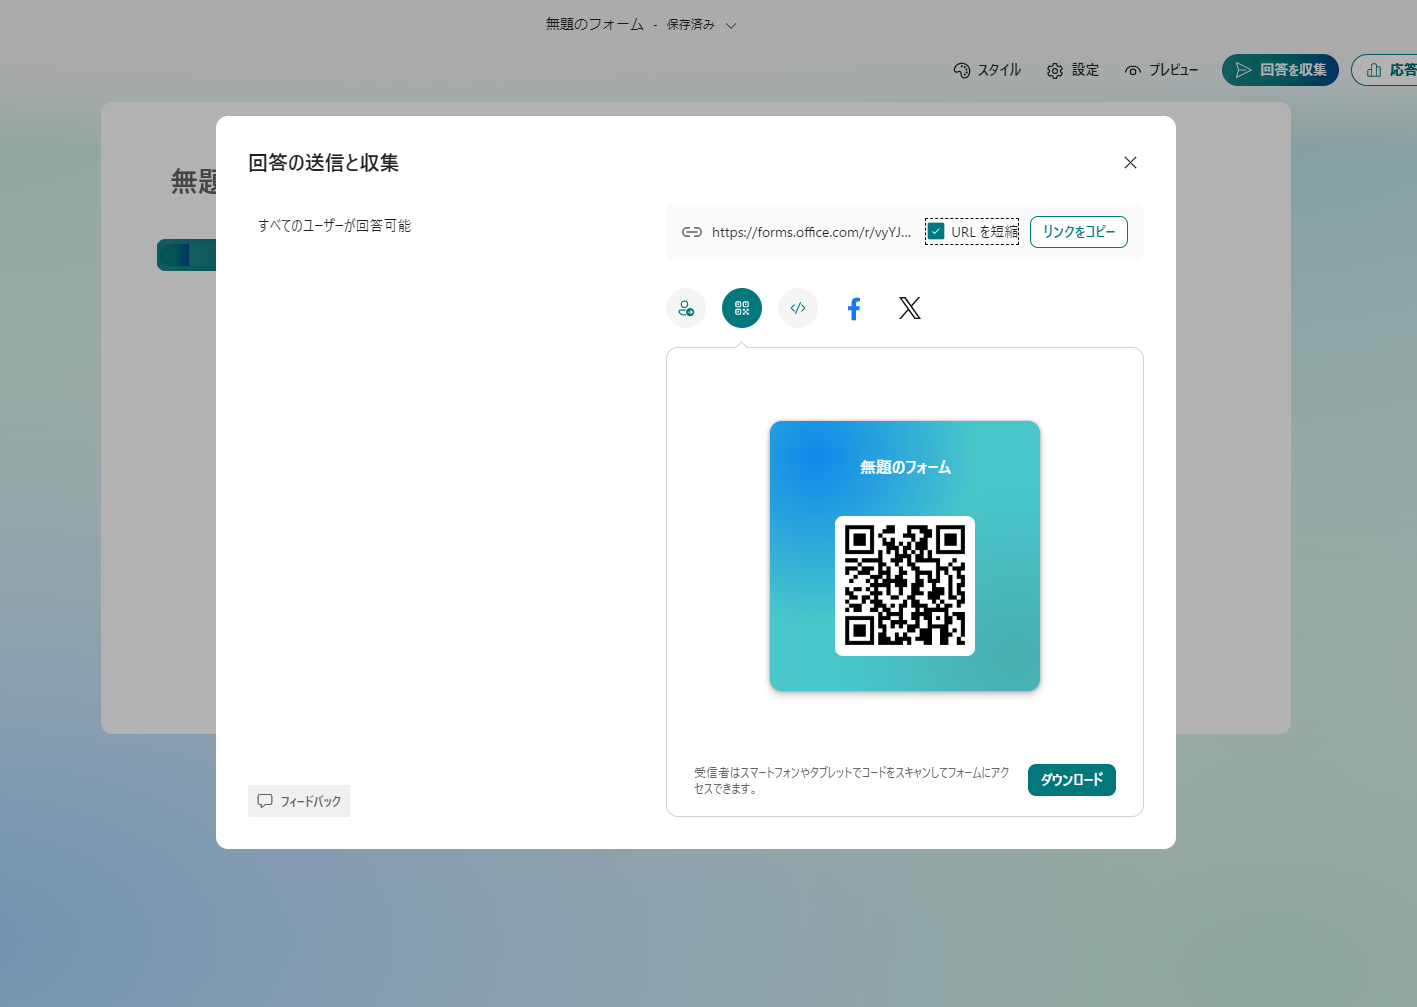 無題のフォーム - 保存済み
スタイル 設定 プレビュー 回答を収集 応答
無題
回答の送信と収集
すべてのユーザーが回答可能
https://forms.office.com/r/vyYJ... URL を短縮 リンクをコピー
無題のフォーム
受信者はスマートフォンやタブレットでコードをスキャンしてフォームにアク
セスできます。
ダウンロード
フィードバック